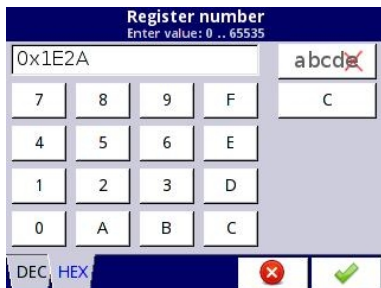 Register number
Enter value: 0 .. 65535
0x1E2A
abcde
7 8 9 F C
4 5 6 E
1 2 3 D
0 A B C
DEC HEX